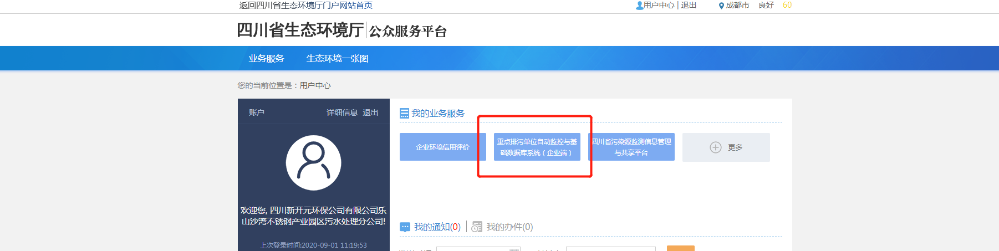 返回四川省生态环境厅门户网站首页
用户中心 | 退出 成都市 良好 60
四川省生态环境厅 公众服务平台
业务服务 生态环境一张图
您的当前位置是：用户中心
账户 详细信息 退出
我的业务服务
企业环境信用评价
重点排污单位自动监控与基
础数据库系统（企业端）
四川省污染源监测信息管理
与共享平台
更多
欢迎您, 四川新开元环保公司有限公司乐
山沙湾不锈钢产业园区污水处理分公司!
上次登录时间:2020-09-01 11:19:53
我的通知(0) 我的办件(0)